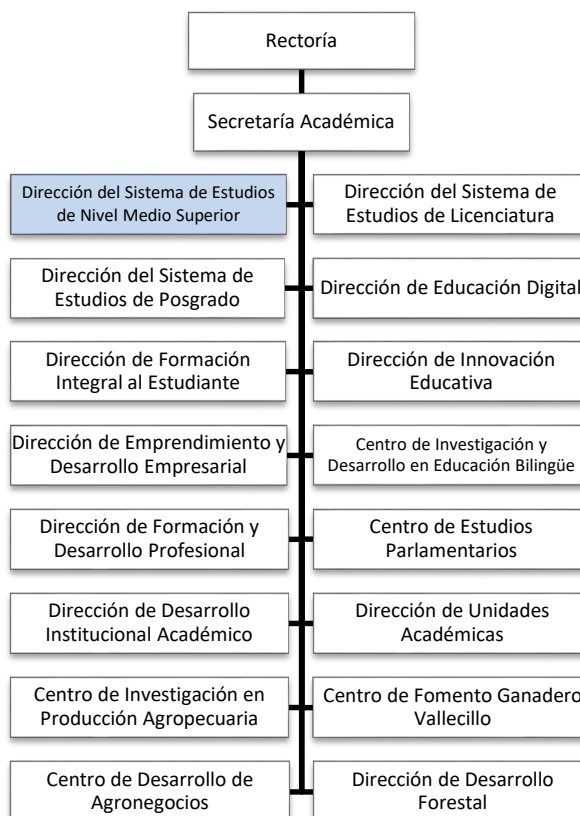 Rectoría
Secretaría Académica
Dirección del Sistema de Estudios
de Nivel Medio Superior
Dirección del Sistema de
Estudios de Licenciatura
Dirección del Sistema de
Estudios de Posgrado
Dirección de Educación Digital
Dirección de Formación
Integral al Estudiante
Dirección de Innovación
Educativa
Dirección de Emprendimiento y
Desarrollo Empresarial
Centro de Investigación y
Desarrollo en Educación Bilingüe
Dirección de Formación y
Desarrollo Profesional
Centro de Estudios
Parlamentarios
Dirección de Desarrollo
Institucional Académico
Dirección de Unidades
Académicas
Centro de Investigación en
Producción Agropecuaria
Centro de Fomento Ganadero
Vallecillo
Centro de Desarrollo de
Agronegocios
Dirección de Desarrollo
Forestal